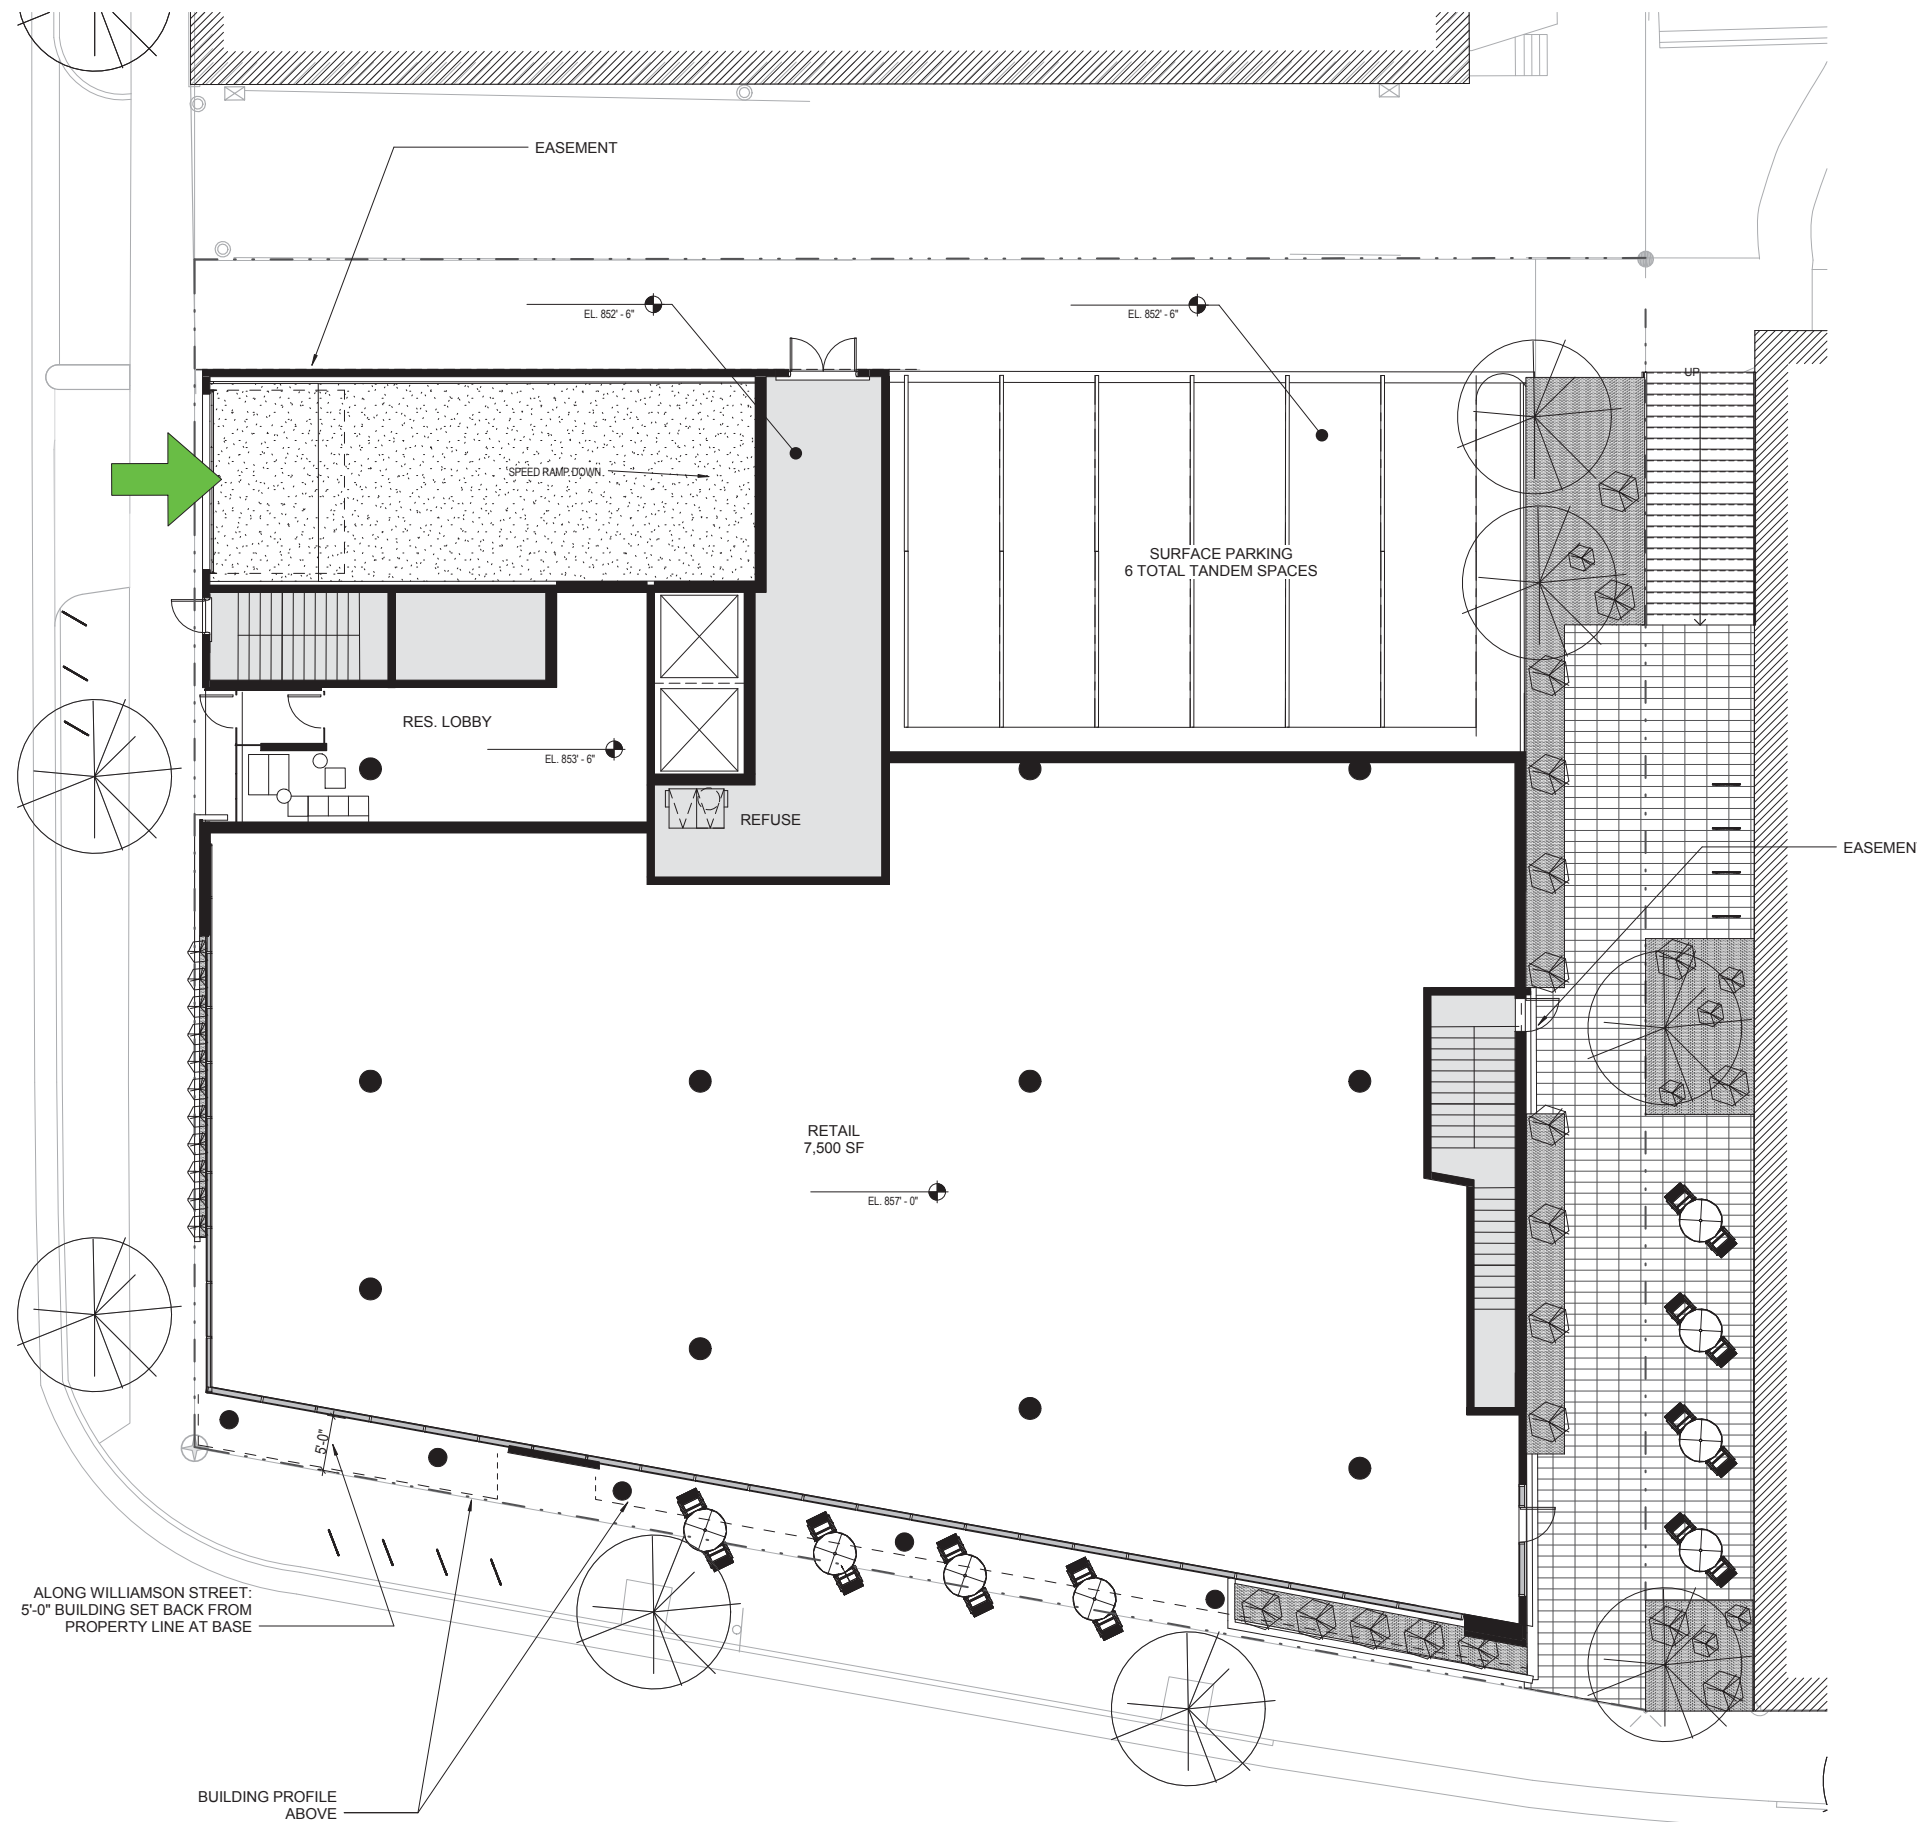 EASEMENT
EL. 852' - 6"
EL. 852' - 6"
UP
SPEED RAMP DOWN
SURFACE PARKING
6 TOTAL TANDEM SPACES
RES. LOBBY
EL. 853' - 6"
REFUSE
EASEMEN
RETAIL
7,500 SF
EL. 857' - 0"
5'-0"
ALONG WILLIAMSON STREET:
5'-0" BUILDING SET BACK FROM
PROPERTY LINE AT BASE
BUILDING PROFILE
ABOVE